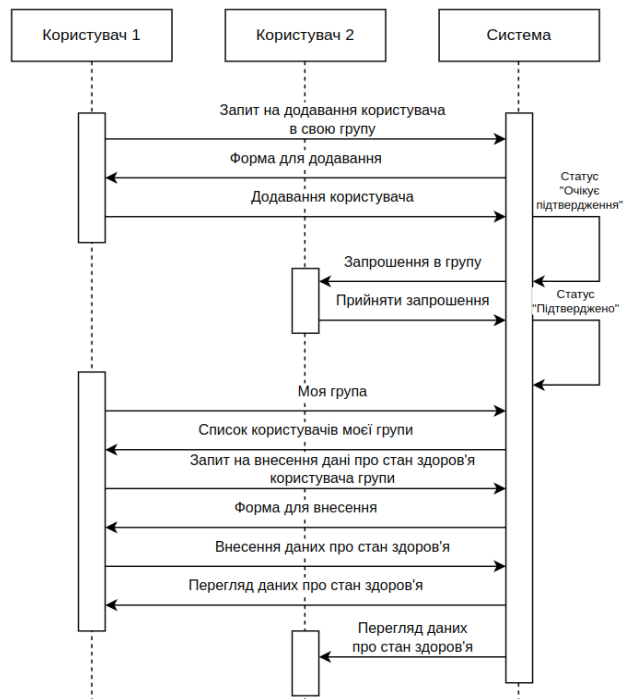 Користувач 1
Користувач 2
Система
Запит на додавання користувача
в свою групу
Форма для додавання
Статус
"Очікує
підтвердження"
Додавання користувача
Запрошення в групу
Статус
"Підтверджено"
Прийняти запрошення
Моя група
Список користувачів моєї групи
Запит на внесення дані про стан здоров'я
користувача групи
Форма для внесення
Внесення даних про стан здоров'я
Перегляд даних про стан здоров'я
Перегляд даних
про стан здоров'я